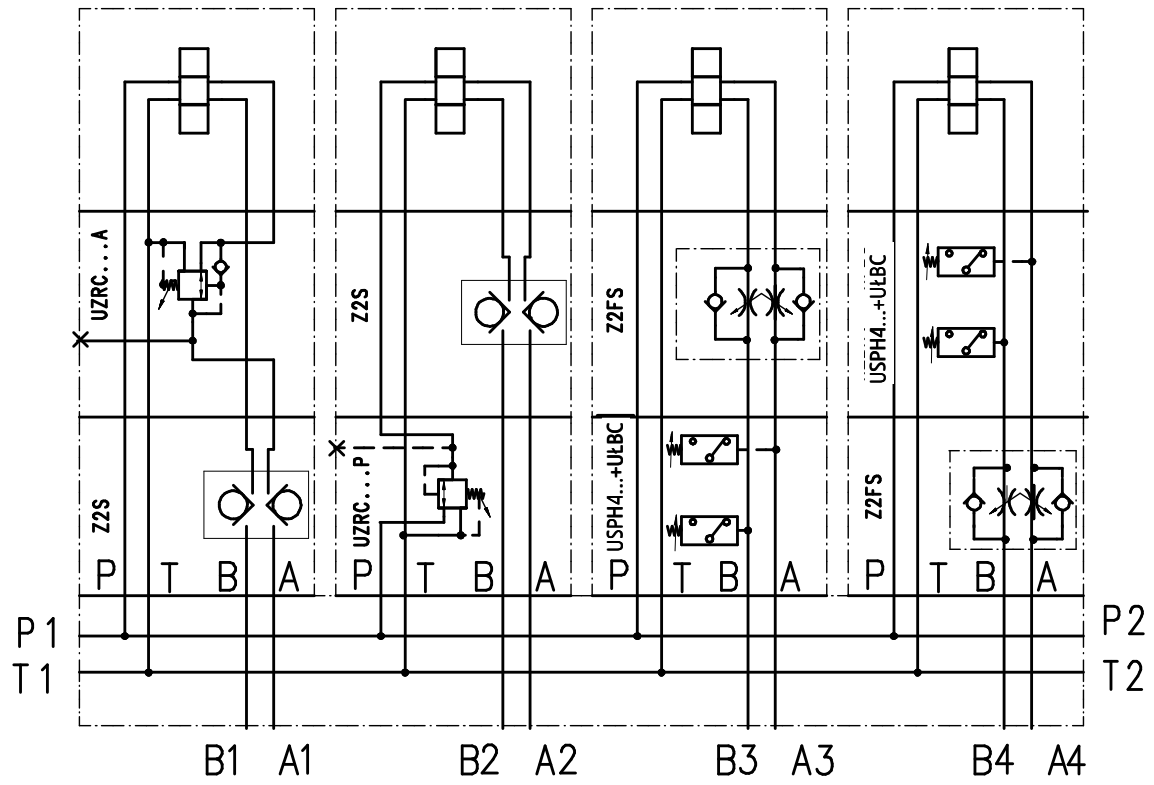 UZRC...A
Z2S
Z2S
UZRC...P
Z2FS
USPH4...+UŁBC
USPH4...+UŁBC
Z2FS
P T B A P T B A P T B A P T B A
P1 P2
T1 T2
B1 A1 B2 A2 B3 A3 B4 A4